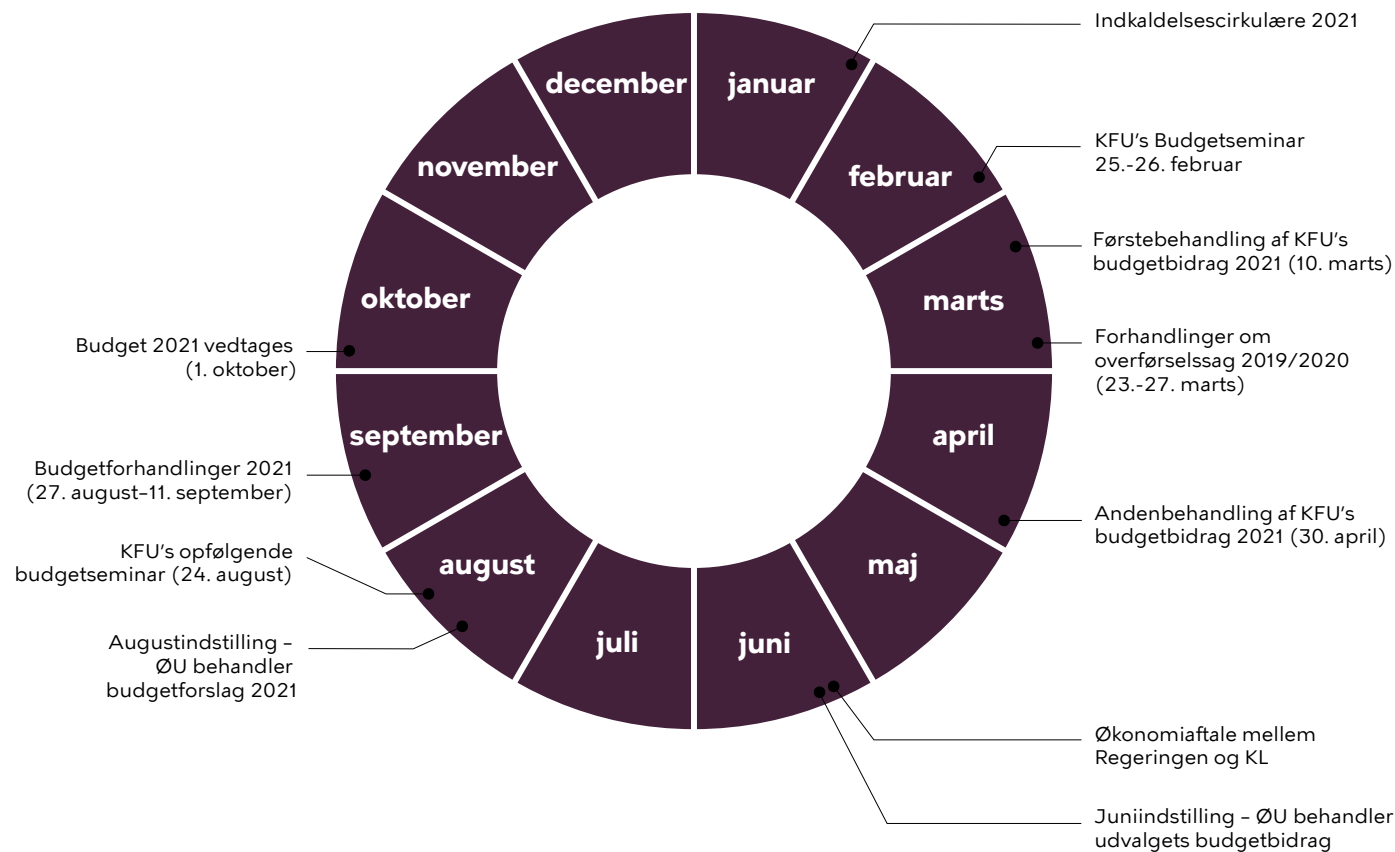 december
januar
februar
marts
april
maj
juni
juli
august
september
oktober
november
Indkaldelsescirkulære 2021
KFU's Budgetseminar
25.-26. februar
Førstebehandling af KFU's
budgetbidrag 2021 (10. marts)
Forhandlinger om
overførselssag 2019/2020
(23.-27. marts)
Andenbehandling af KFU's
budgetbidrag 2021 (30. april)
Økonomiaftale mellem
Regeringen og KL
Juniindstilling – ØU behandler
udvalgets budgetbidrag
Augustindstilling –
ØU behandler
budgetforslag 2021
KFU's opfølgende
budgetseminar (24. august)
Budgetforhandlinger 2021
(27. august–11. september)
Budget 2021 vedtages
(1. oktober)